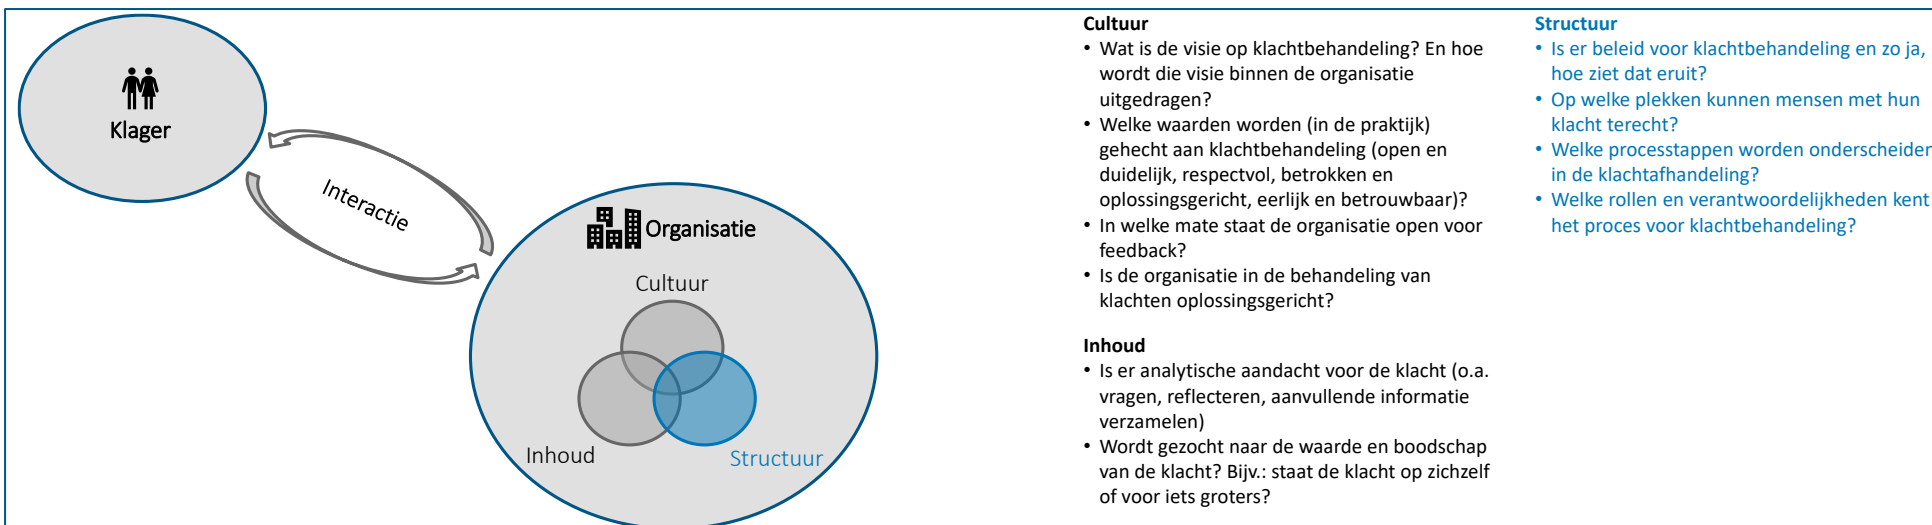 Klager
Interactie
Organisatie
Cultuur
Inhoud
Structuur
Cultuur
• Wat is de visie op klachtbehandeling? En hoe
wordt die visie binnen de organisatie
uitgedragen?
• Welke waarden worden (in de praktijk)
gehecht aan klachtbehandeling (open en
duidelijk, respectvol, betrokken en
oplossingsgericht, eerlijk en betrouwbaar)?
• In welke mate staat de organisatie open voor
feedback?
• Is de organisatie in de behandeling van
klachten oplossingsgericht?
Inhoud
• Is er analytische aandacht voor de klacht (o.a.
vragen, reflecteren, aanvullende informatie
verzamelen)
• Wordt gezocht naar de waarde en boodschap
van de klacht? Bijv.: staat de klacht op zichzelf
of voor iets groters?
Structuur
• Is er beleid voor klachtbehandeling en zo ja,
hoe ziet dat eruit?
• Op welke plekken kunnen mensen met hun
klacht terecht?
• Welke processtappen worden onderscheiden
in de klachtafhandeling?
• Welke rollen en verantwoordelijkheden kent
het proces voor klachtbehandeling?